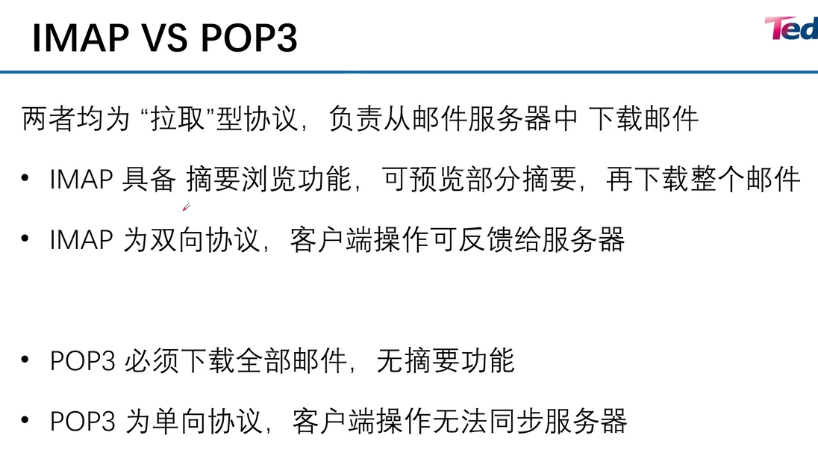 IMAP VS POP3
Ted
两者均为 “拉取”型协议，负责从邮件服务器中 下载邮件
• IMAP 具备 摘要浏览功能，可预览部分摘要，再下载整个邮件
• IMAP 为双向协议，客户端操作可反馈给服务器
• POP3 必须下载全部邮件，无摘要功能
• POP3 为单向协议，客户端操作无法同步服务器